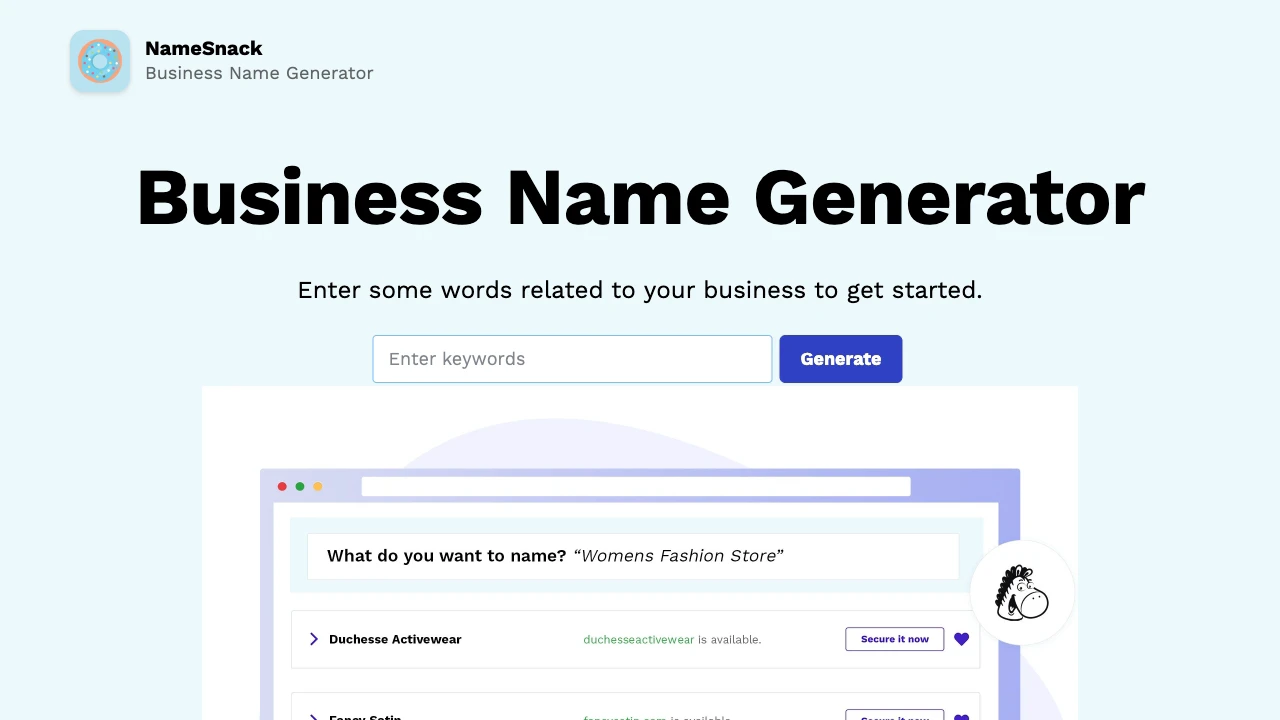 NameSnack
Business Name Generator
Business Name Generator
Enter some words related to your business to get started.
Enter keywords
Generate
What do you want to name? “Womens Fashion Store”
Duchesse Activewear
duchesseactivewear is available.
Secure it now
Fancy Satin
fancysatin.com is available.
Secure it now